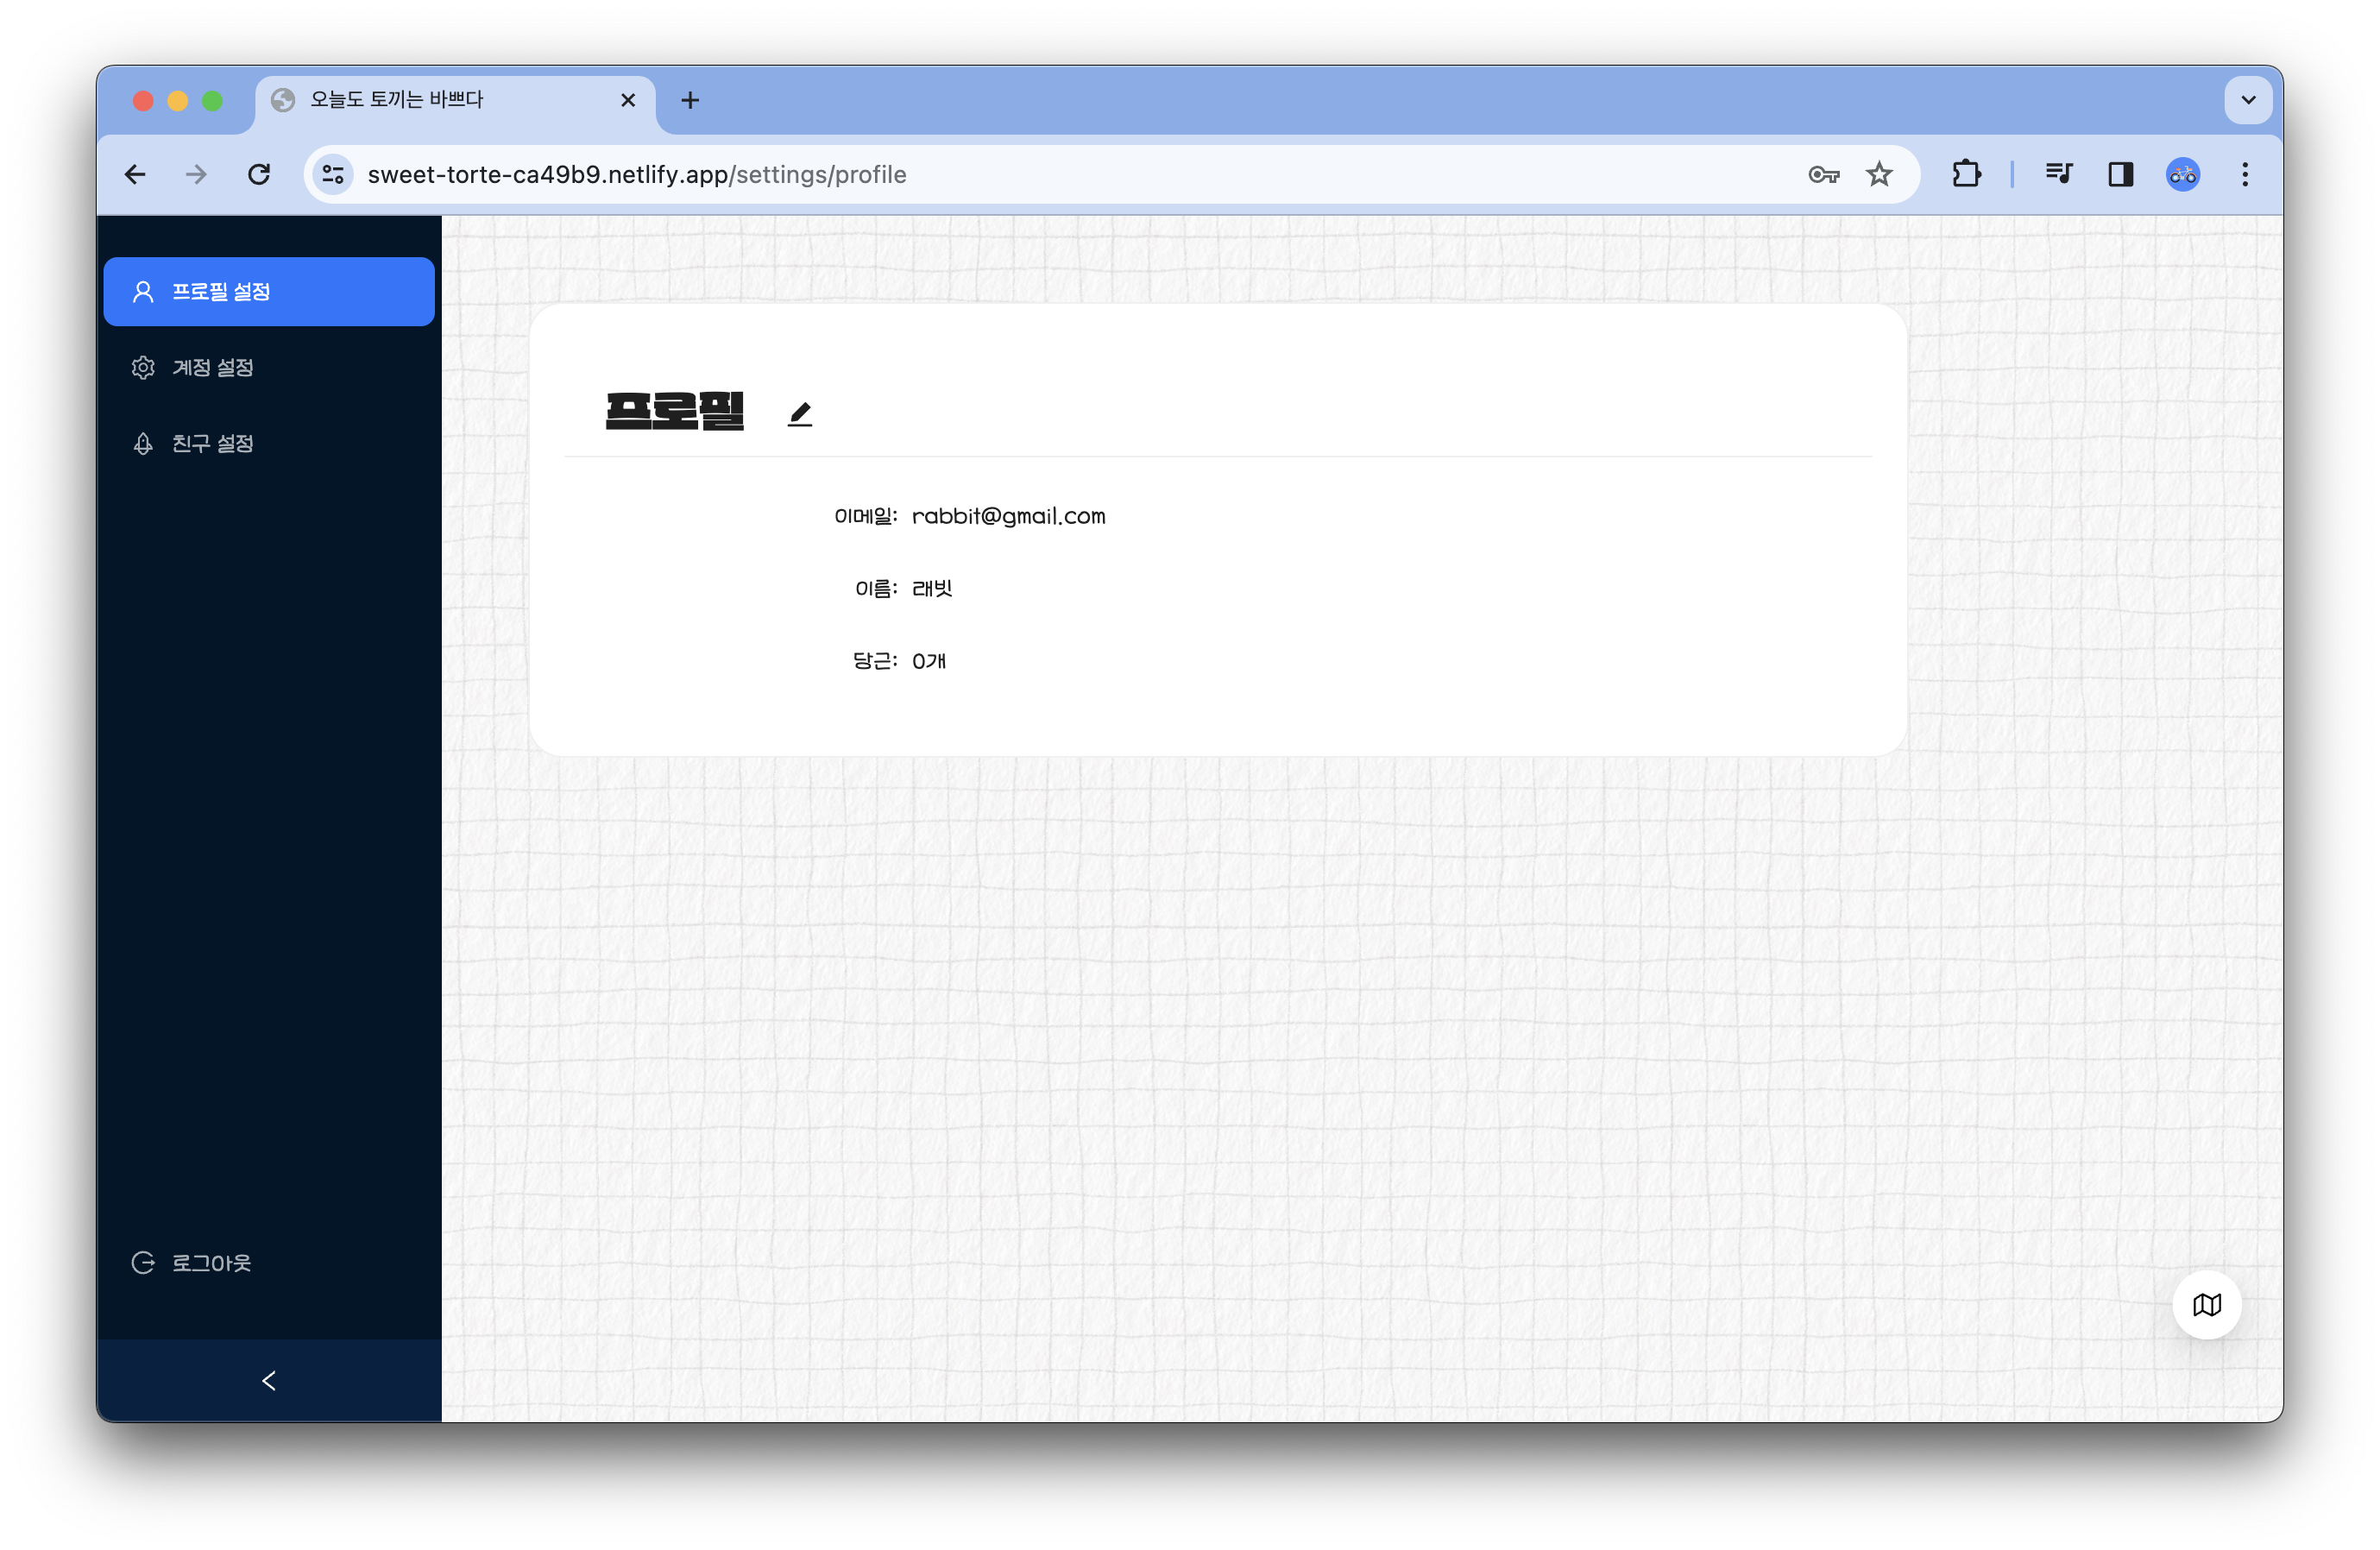 오늘도 토끼는 바쁘다
sweet-torte-ca49b9.netlify.app/settings/profile
프로필 설정
계정 설정
친구 설정
로그아웃
프로필
이메일: rabbit@gmail.com
이름: 래빗
당근: 0개